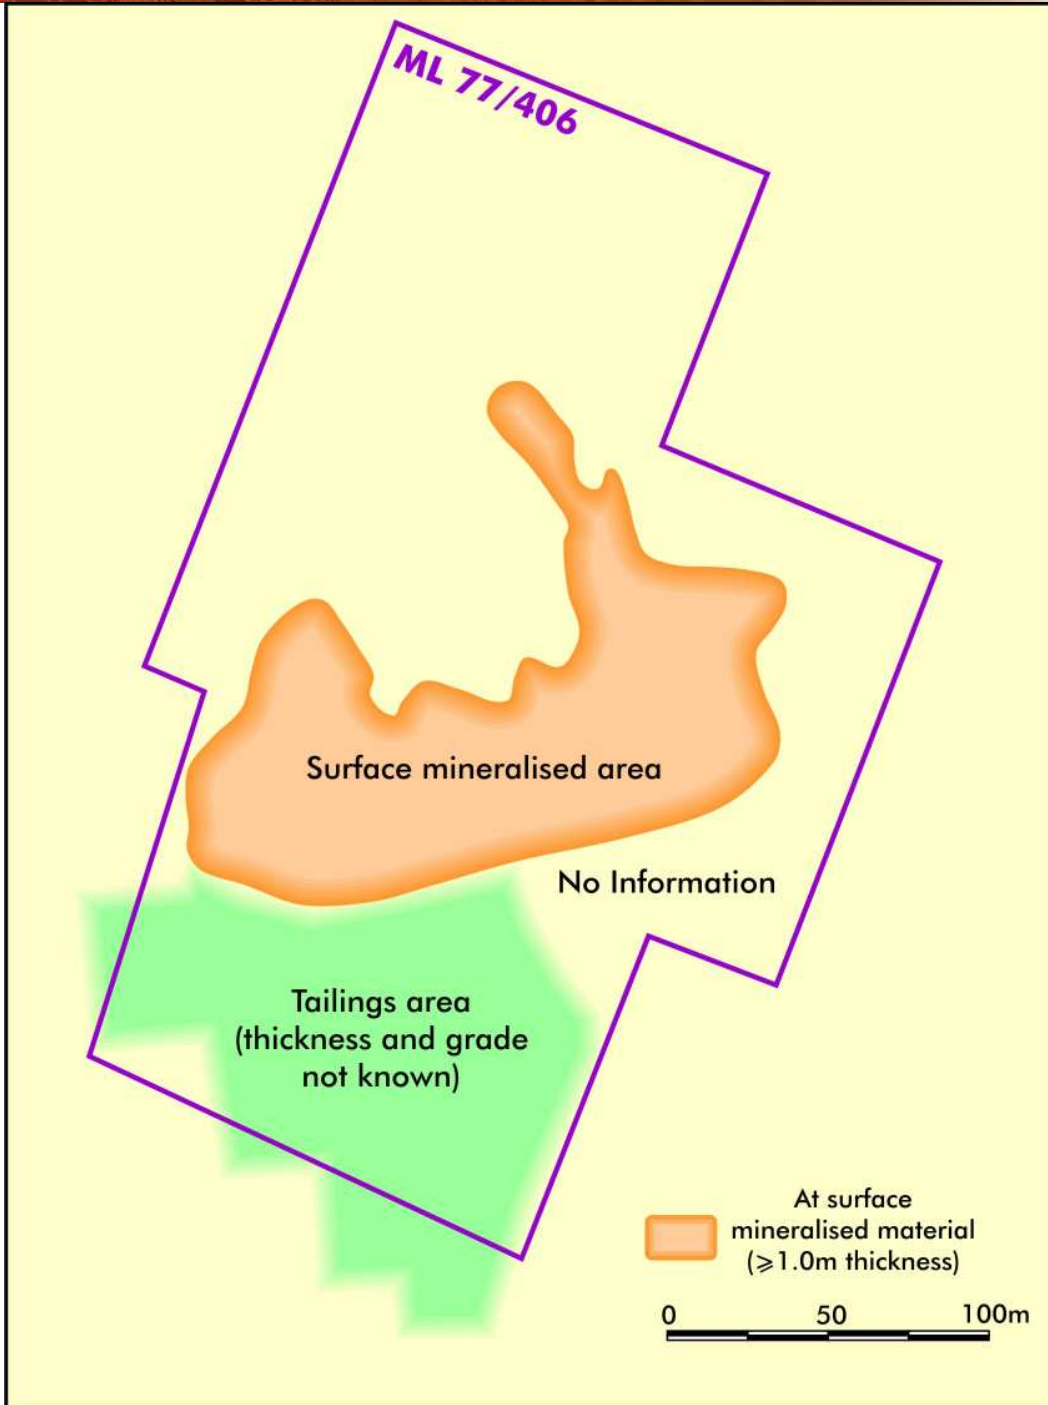 ML 77/406
Surface mineralised area
No Information
Tailings area
(thickness and grade
not known)
At surface
mineralised material
(⩾1.0m thickness)
0 50 100m